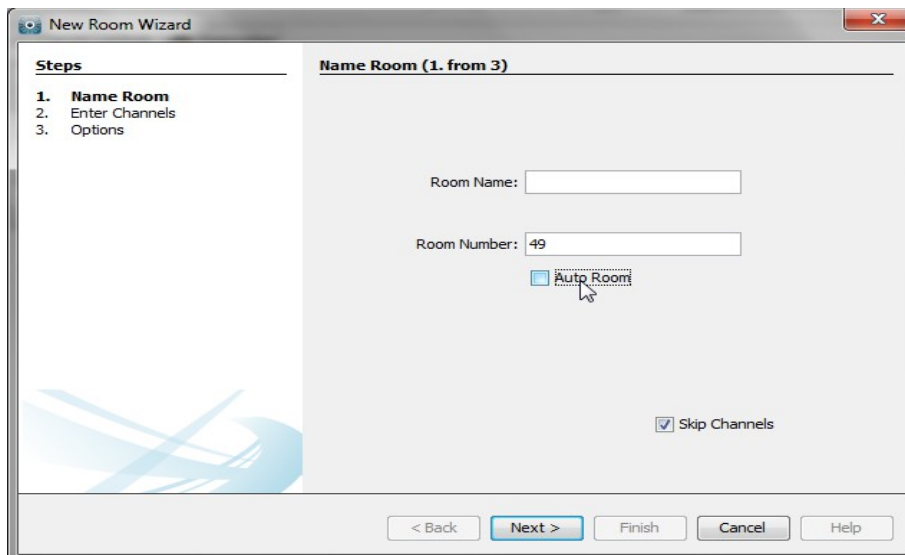 New Room Wizard
Steps
1. Name Room
2. Enter Channels
3. Options
Name Room (1. from 3)
Room Name:
Room Number: 49
Auto Room
Skip Channels
< Back Next > Finish Cancel Help